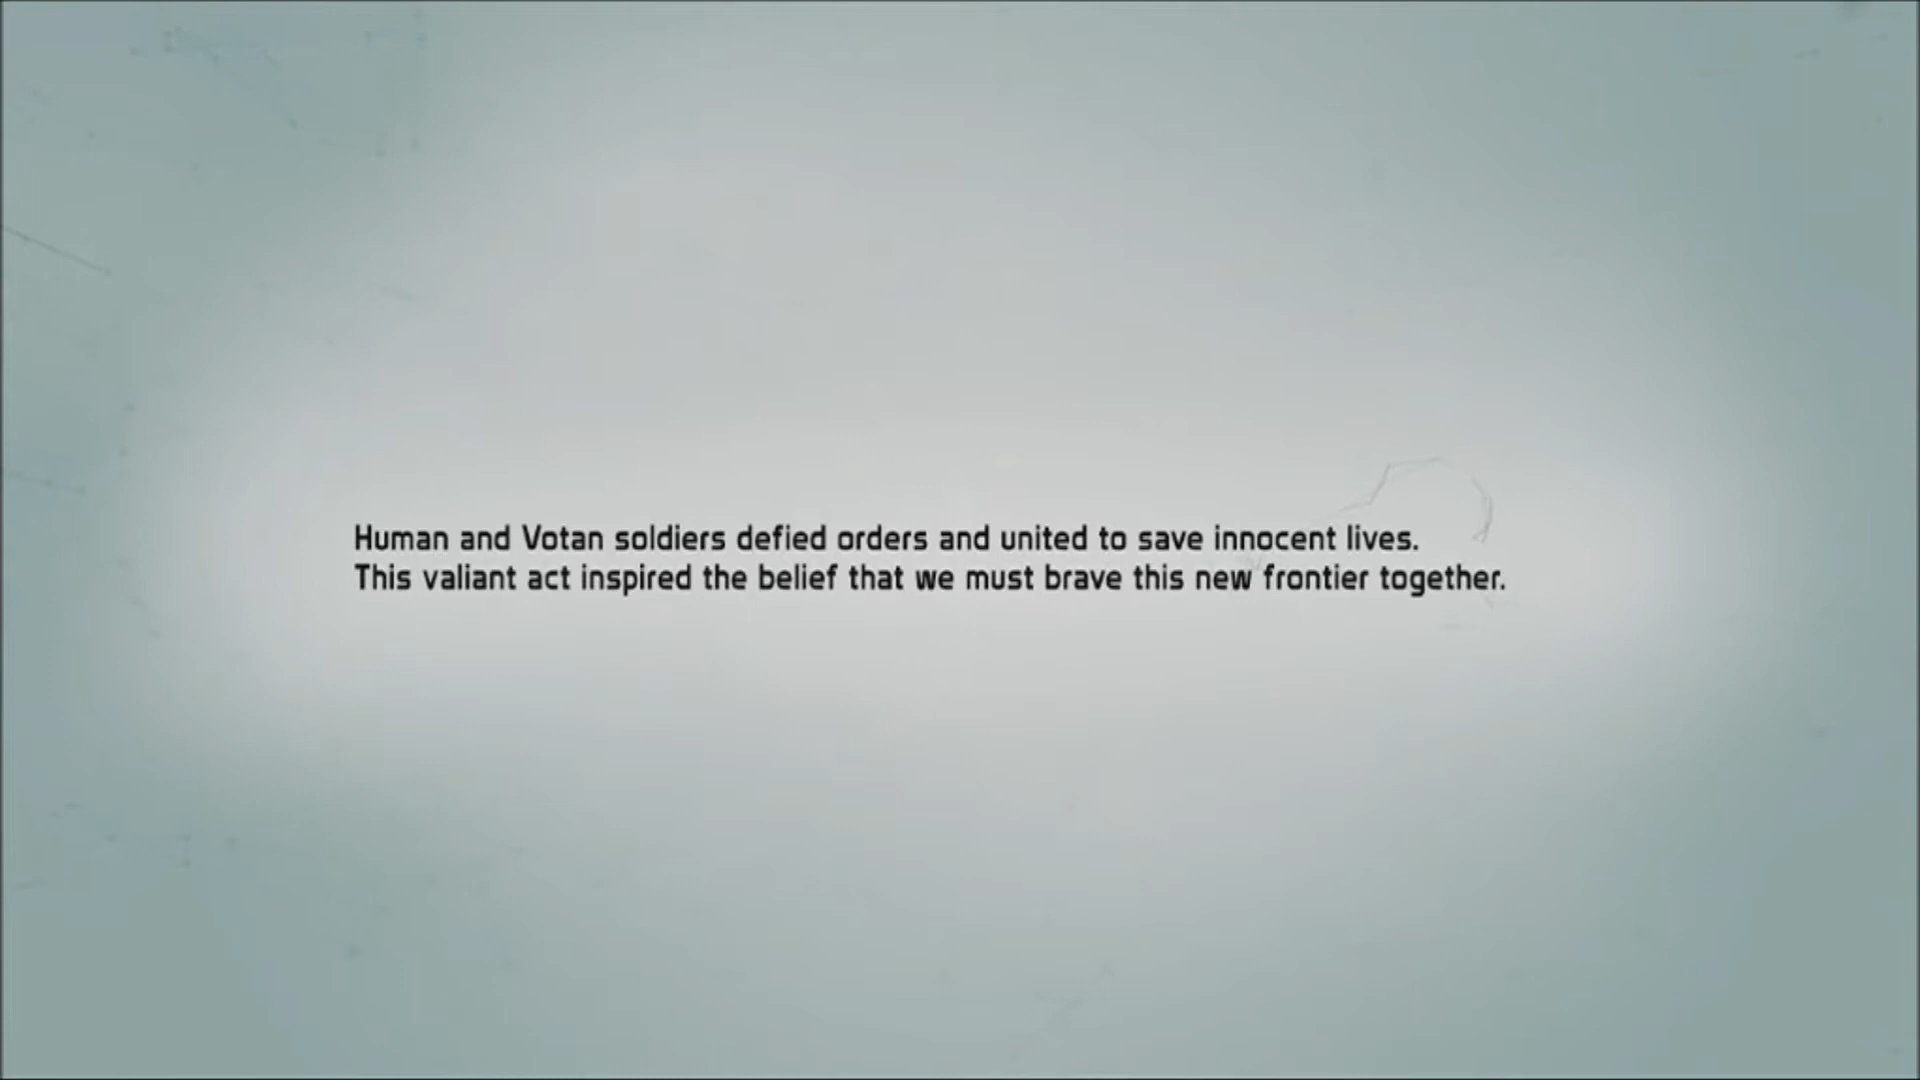 Human and Votan soldiers defied orders and united to save innocent lives.
This valiant act inspired the belief that we must brave this new frontier together.